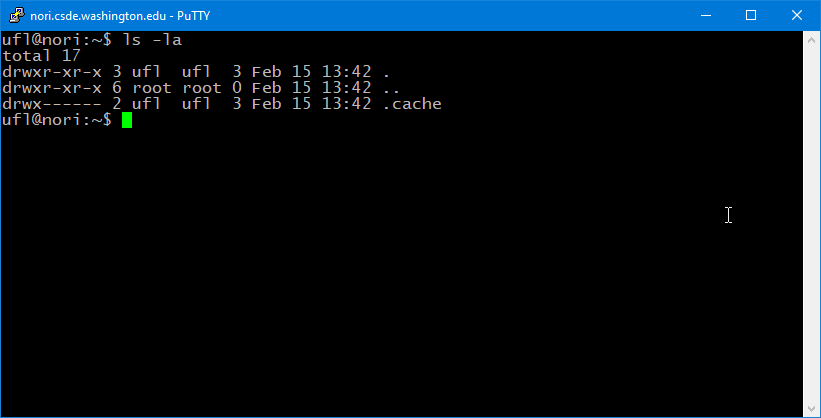 nori.csde.washington.edu - PuTTY
ufl@nori:~$ ls -la
total 17
drwxr-xr-x 3 ufl  ufl  3 Feb 15 13:42 .
drwxr-xr-x 6 root root 0 Feb 15 13:42 ..
drwx------ 2 ufl  ufl  3 Feb 15 13:42 .cache
ufl@nori:~$